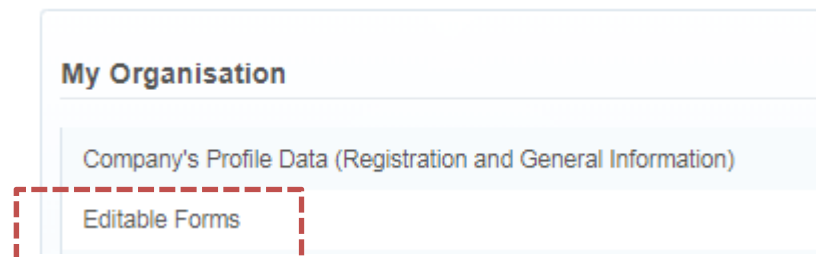 My Organisation
Company's Profile Data (Registration and General Information)
Editable Forms